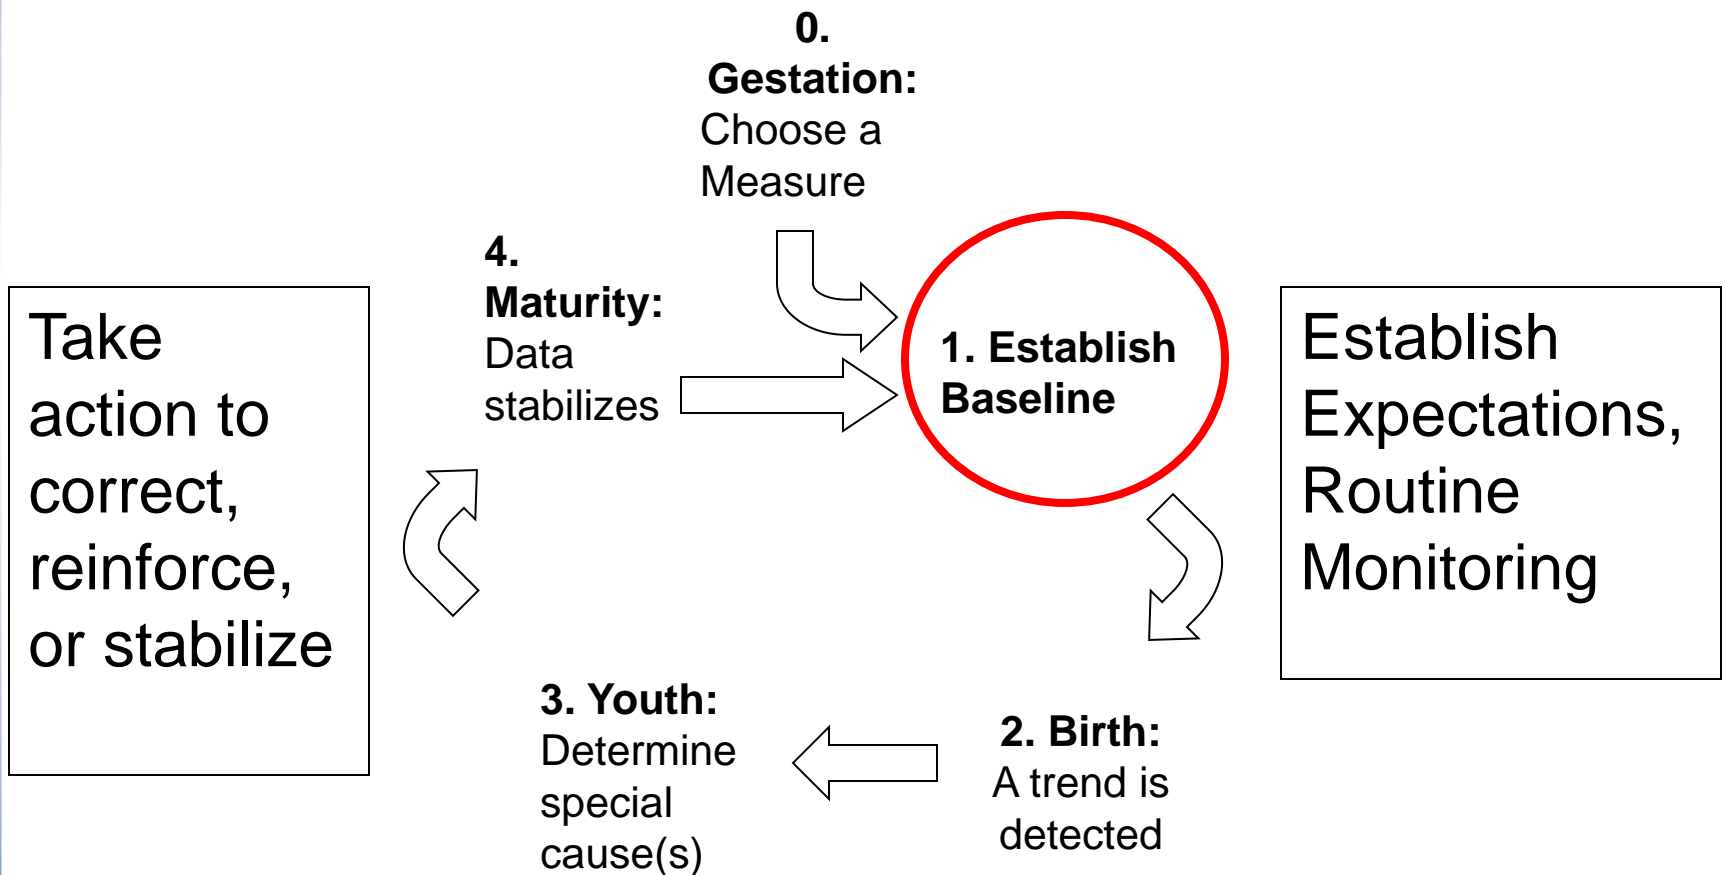 0.
Gestation:
Choose a
Measure
4.
Maturity:
Data
stabilizes
1. Establish
Baseline
Take
action to
correct,
reinforce,
or stabilize
Establish
Expectations,
Routine
Monitoring
3. Youth:
Determine
special
cause(s)
2. Birth:
A trend is
detected